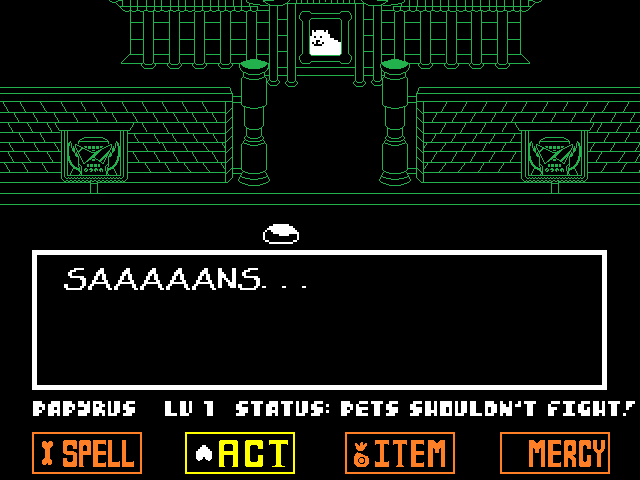 SAAAAANS...
PAPYRUS LV 1 STATUS: PETS SHOULDN'T FIGHT!
SPELL ACT ITEM MERCY